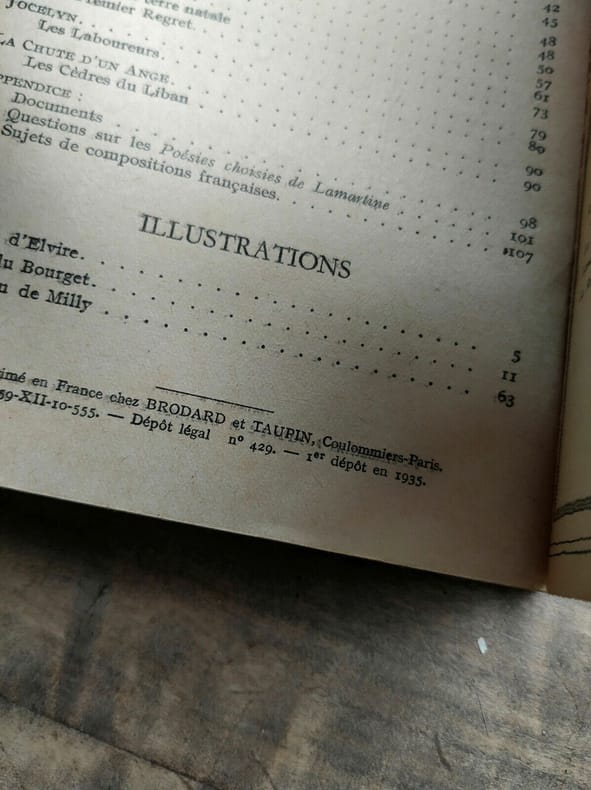 terre natale 42
Premier Regret. 45
JOCELYN. 48
Les Laboureurs. 48
50
LA CHUTE D'UN ANGE. 57
Les Cèdres du Liban 61
73
PPENDICE :
Documents 79
80
Questions sur les Poésies choisies de Lamartine 90
Sujets de compositions françaises. 90
98
101
107
ILLUSTRATIONS
d'Elvire. 5
du Bourget. 11
de Milly 63
imé en France chez BRODARD et TAUPIN, Coulommiers-Paris.
59-XII-10-555. — Dépôt légal nº 429. — 1er dépôt en 1935.